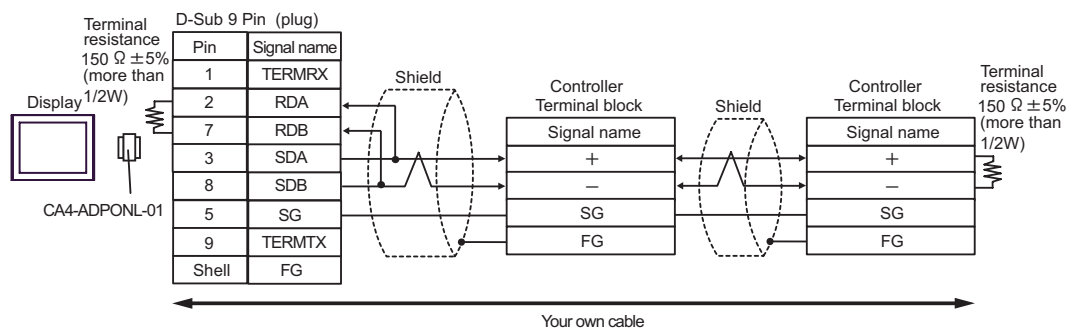 Display
CA4-ADPONL-01
Terminal
resistance
150 Ω ±5%
(more than
1/2W)
D-Sub 9 Pin (plug)
Pin Signal name
1 TERMRX
2 RDA
7 RDB
3 SDA
8 SDB
5 SG
9 TERMTX
Shell FG
Shield
Controller
Terminal block
Signal name
+
−
SG
FG
Shield
Controller
Terminal block
Signal name
+
−
SG
FG
Terminal
resistance
150 Ω ±5%
(more than
1/2W)
Your own cable